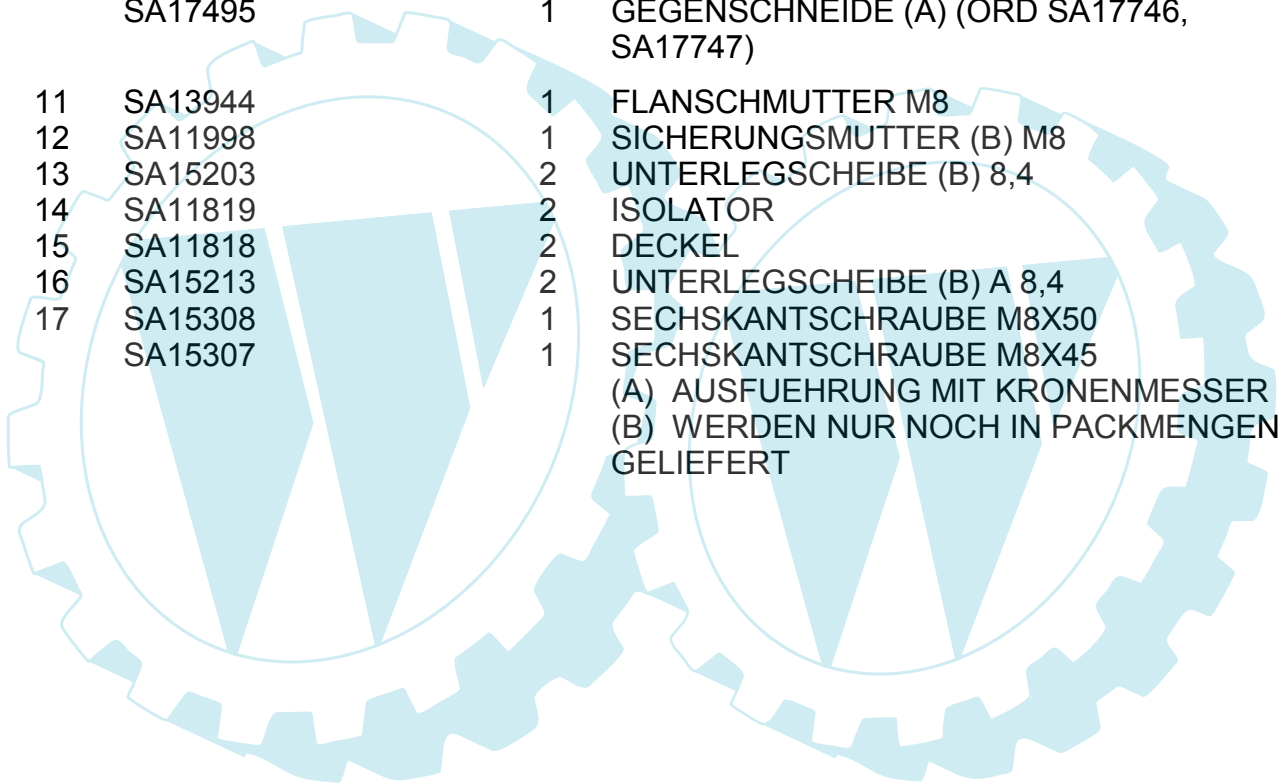 SA17495 1 GEGENSCHNEIDE (A) (ORD SA17746,
SA17747)
11 SA13944 1 FLANSCHMUTTER M8
12 SA11998 1 SICHERUNGSMUTTER (B) M8
13 SA15203 2 UNTERLEGSCHEIBE (B) 8,4
14 SA11819 2 ISOLATOR
15 SA11818 2 DECKEL
16 SA15213 2 UNTERLEGSCHEIBE (B) A 8,4
17 SA15308 1 SECHSKANTSCHRAUBE M8X50
SA15307 1 SECHSKANTSCHRAUBE M8X45
(A) AUSFUEHRUNG MIT KRONENMESSER
(B) WERDEN NUR NOCH IN PACKMENGEN
GELIEFERT